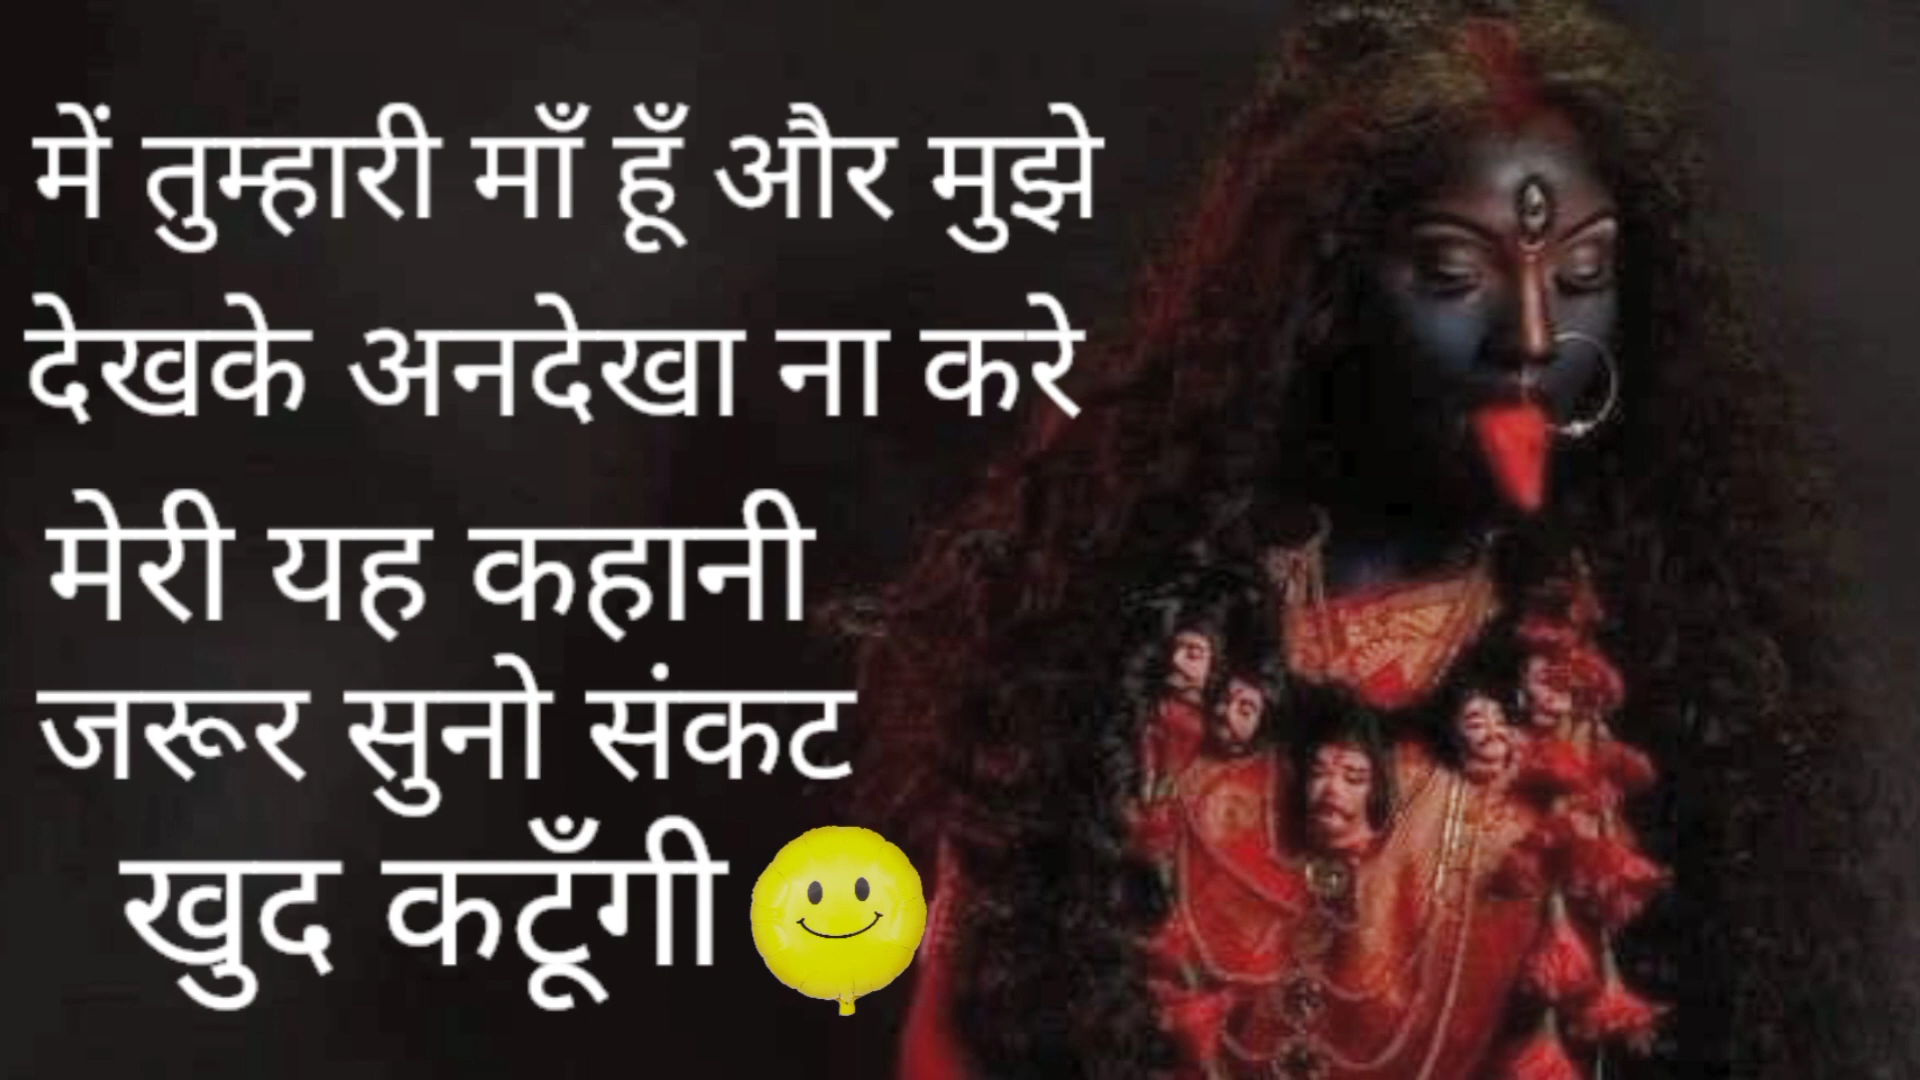 में तुम्हारी माँ हूँ और मुझे
देखके अनदेखा ना करे
मेरी यह कहानी
जरूर सुनो संकट
खुद कटूँगी